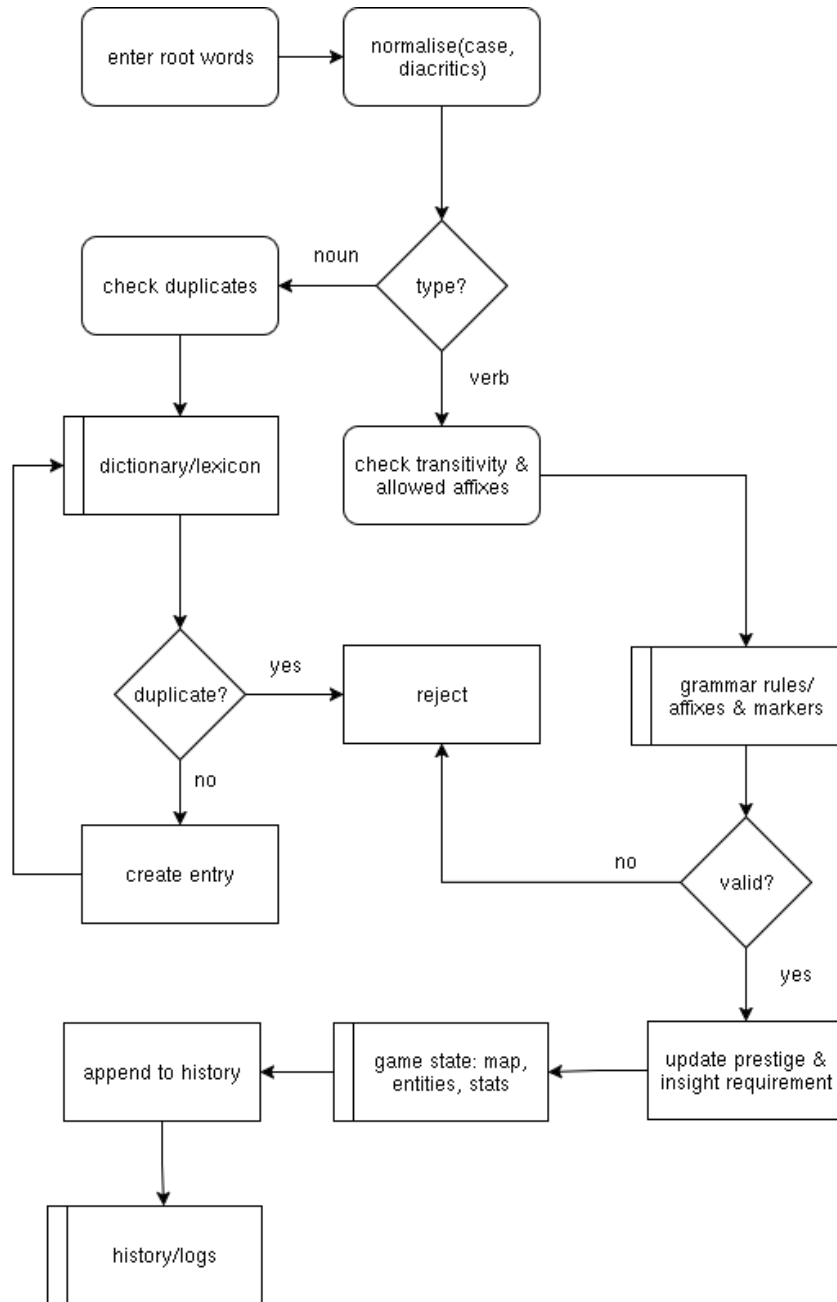 enter root words
normalise(case,
diacritics)
noun
type?
check duplicates
verb
dictionary/lexicon
check transitivity &
allowed affixes
yes
duplicate?
reject
grammar rules/
affixes & markers
no
create entry
no
valid?
yes
append to history
game state: map,
entities, stats
update prestige &
insight requirement
history/logs